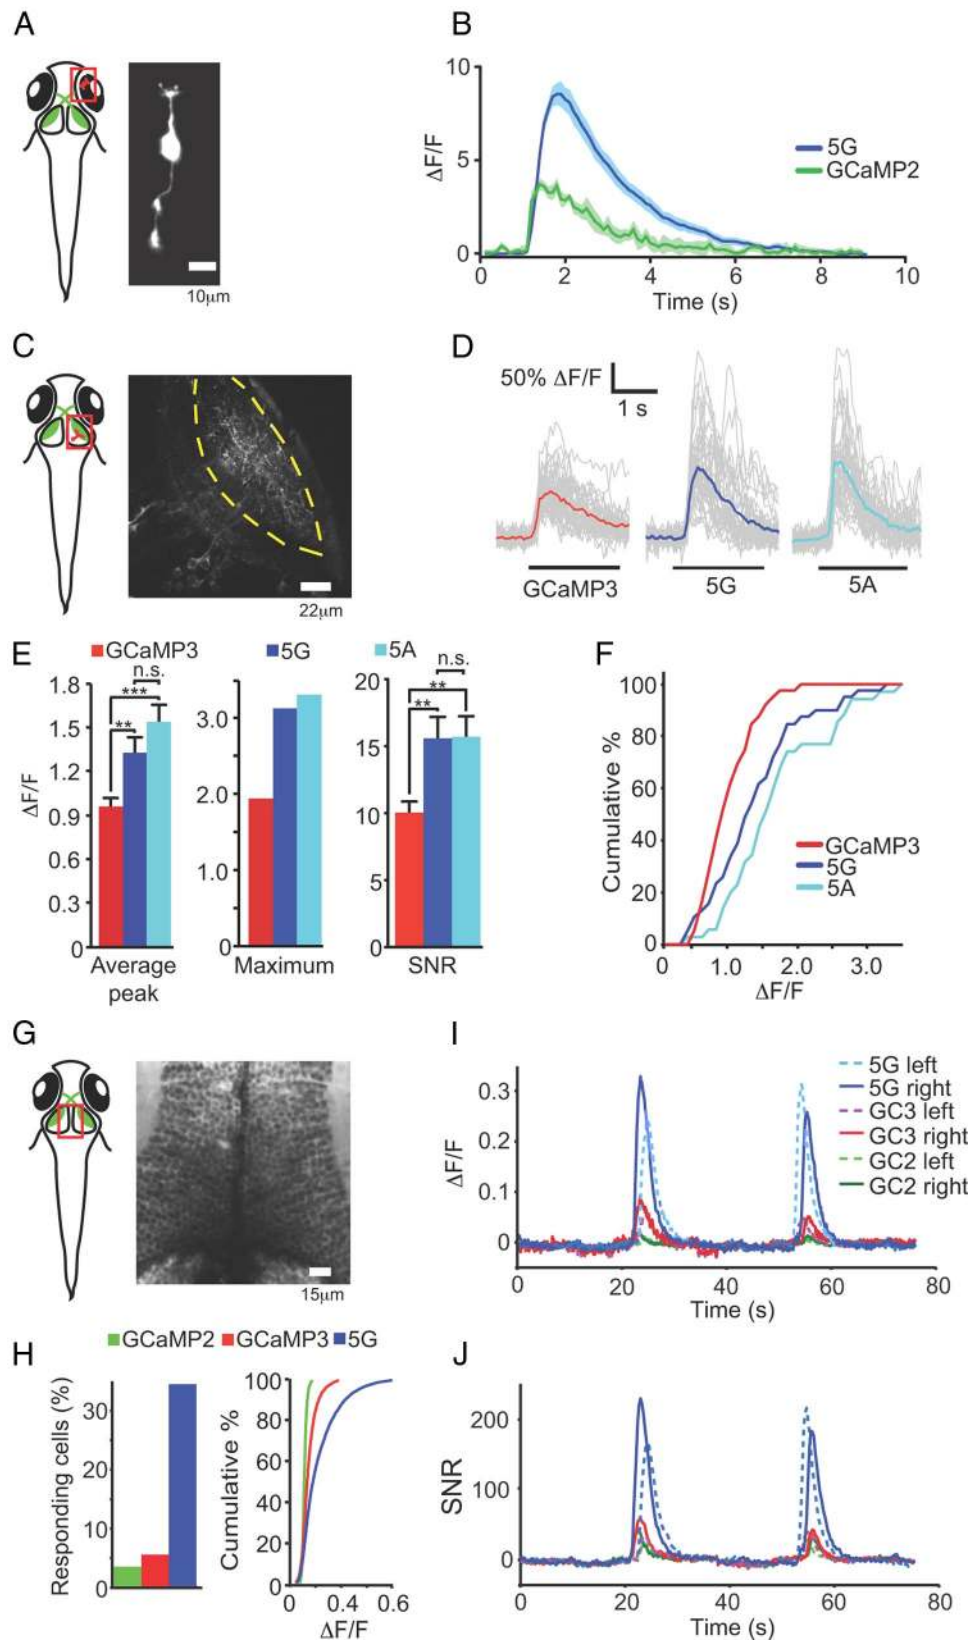 A
10μm
B
10
5
0
ΔF/F
5G
GCaMP2
0 2 4 6 8 10
Time (s)
C
22μm
D
50% ΔF/F
1 s
GCaMP3
5G
5A
E
GCaMP3 5G 5A
1.8
1.5
1.2
0.9
0.6
0.3
0
ΔF/F
n.s.
***
**
Average
peak
3.0
2.0
1.0
0
Maximum
20
15
10
5
0
n.s.
**
**
SNR
F
100
80
60
40
20
0
Cumulative %
GCaMP3
5G
5A
0 1.0 2.0 3.0
ΔF/F
G
15μm
H
GCaMP2 GCaMP3 5G
Responding cells (%)
30
20
10
0
Cumulative %
100
80
60
40
20
0
0 0.4 0.6
ΔF/F
I
5G left
5G right
GC3 left
GC3 right
GC2 left
GC2 right
0.3
0.2
0.1
0
ΔF/F
0 20 40 60 80
Time (s)
J
200
100
0
SNR
0 20 40 60 80
Time (s)